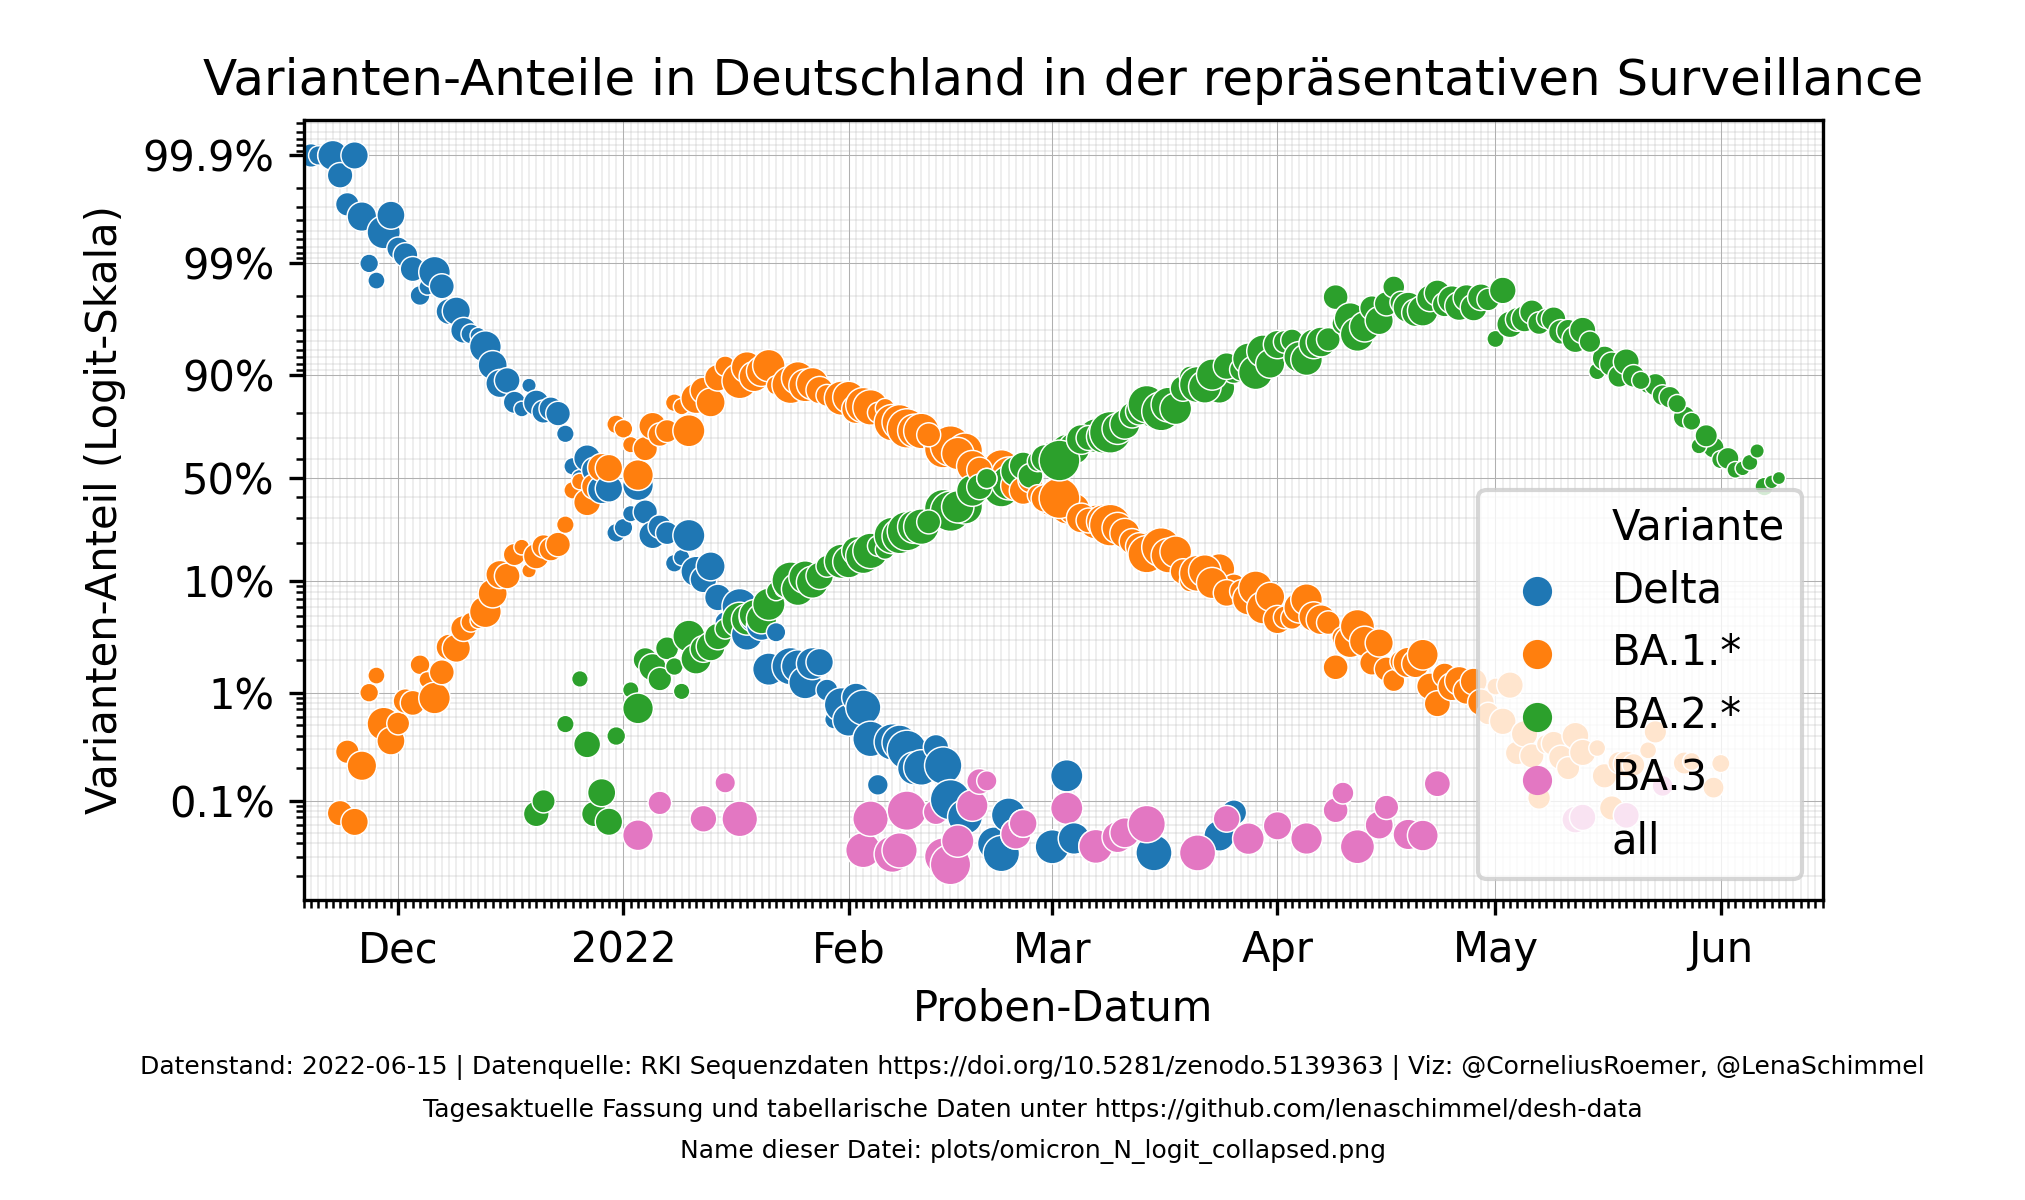 Varianten-Anteile in Deutschland in der repräsentativen Surveillance
Varianten-Anteil (Logit-Skala)
99.9%
99%
90%
50%
10%
1%
0.1%
Variante
Delta
BA.1.*
BA.2.*
BA.3
all
Dec 2022 Feb Mar Apr May Jun
Proben-Datum
Datenstand: 2022-06-15 | Datenquelle: RKI Sequenzdaten https://doi.org/10.5281/zenodo.5139363 | Viz: @CorneliusRoemer, @LenaSchimmel
Tagesaktuelle Fassung und tabellarische Daten unter https://github.com/lenaschimmel/desh-data
Name dieser Datei: plots/omicron_N_logit_collapsed.png